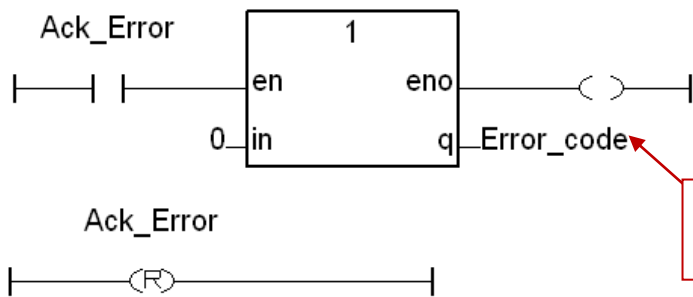 Ack_Error
1
en eno
0 in q Error_code
Ack_Error
R